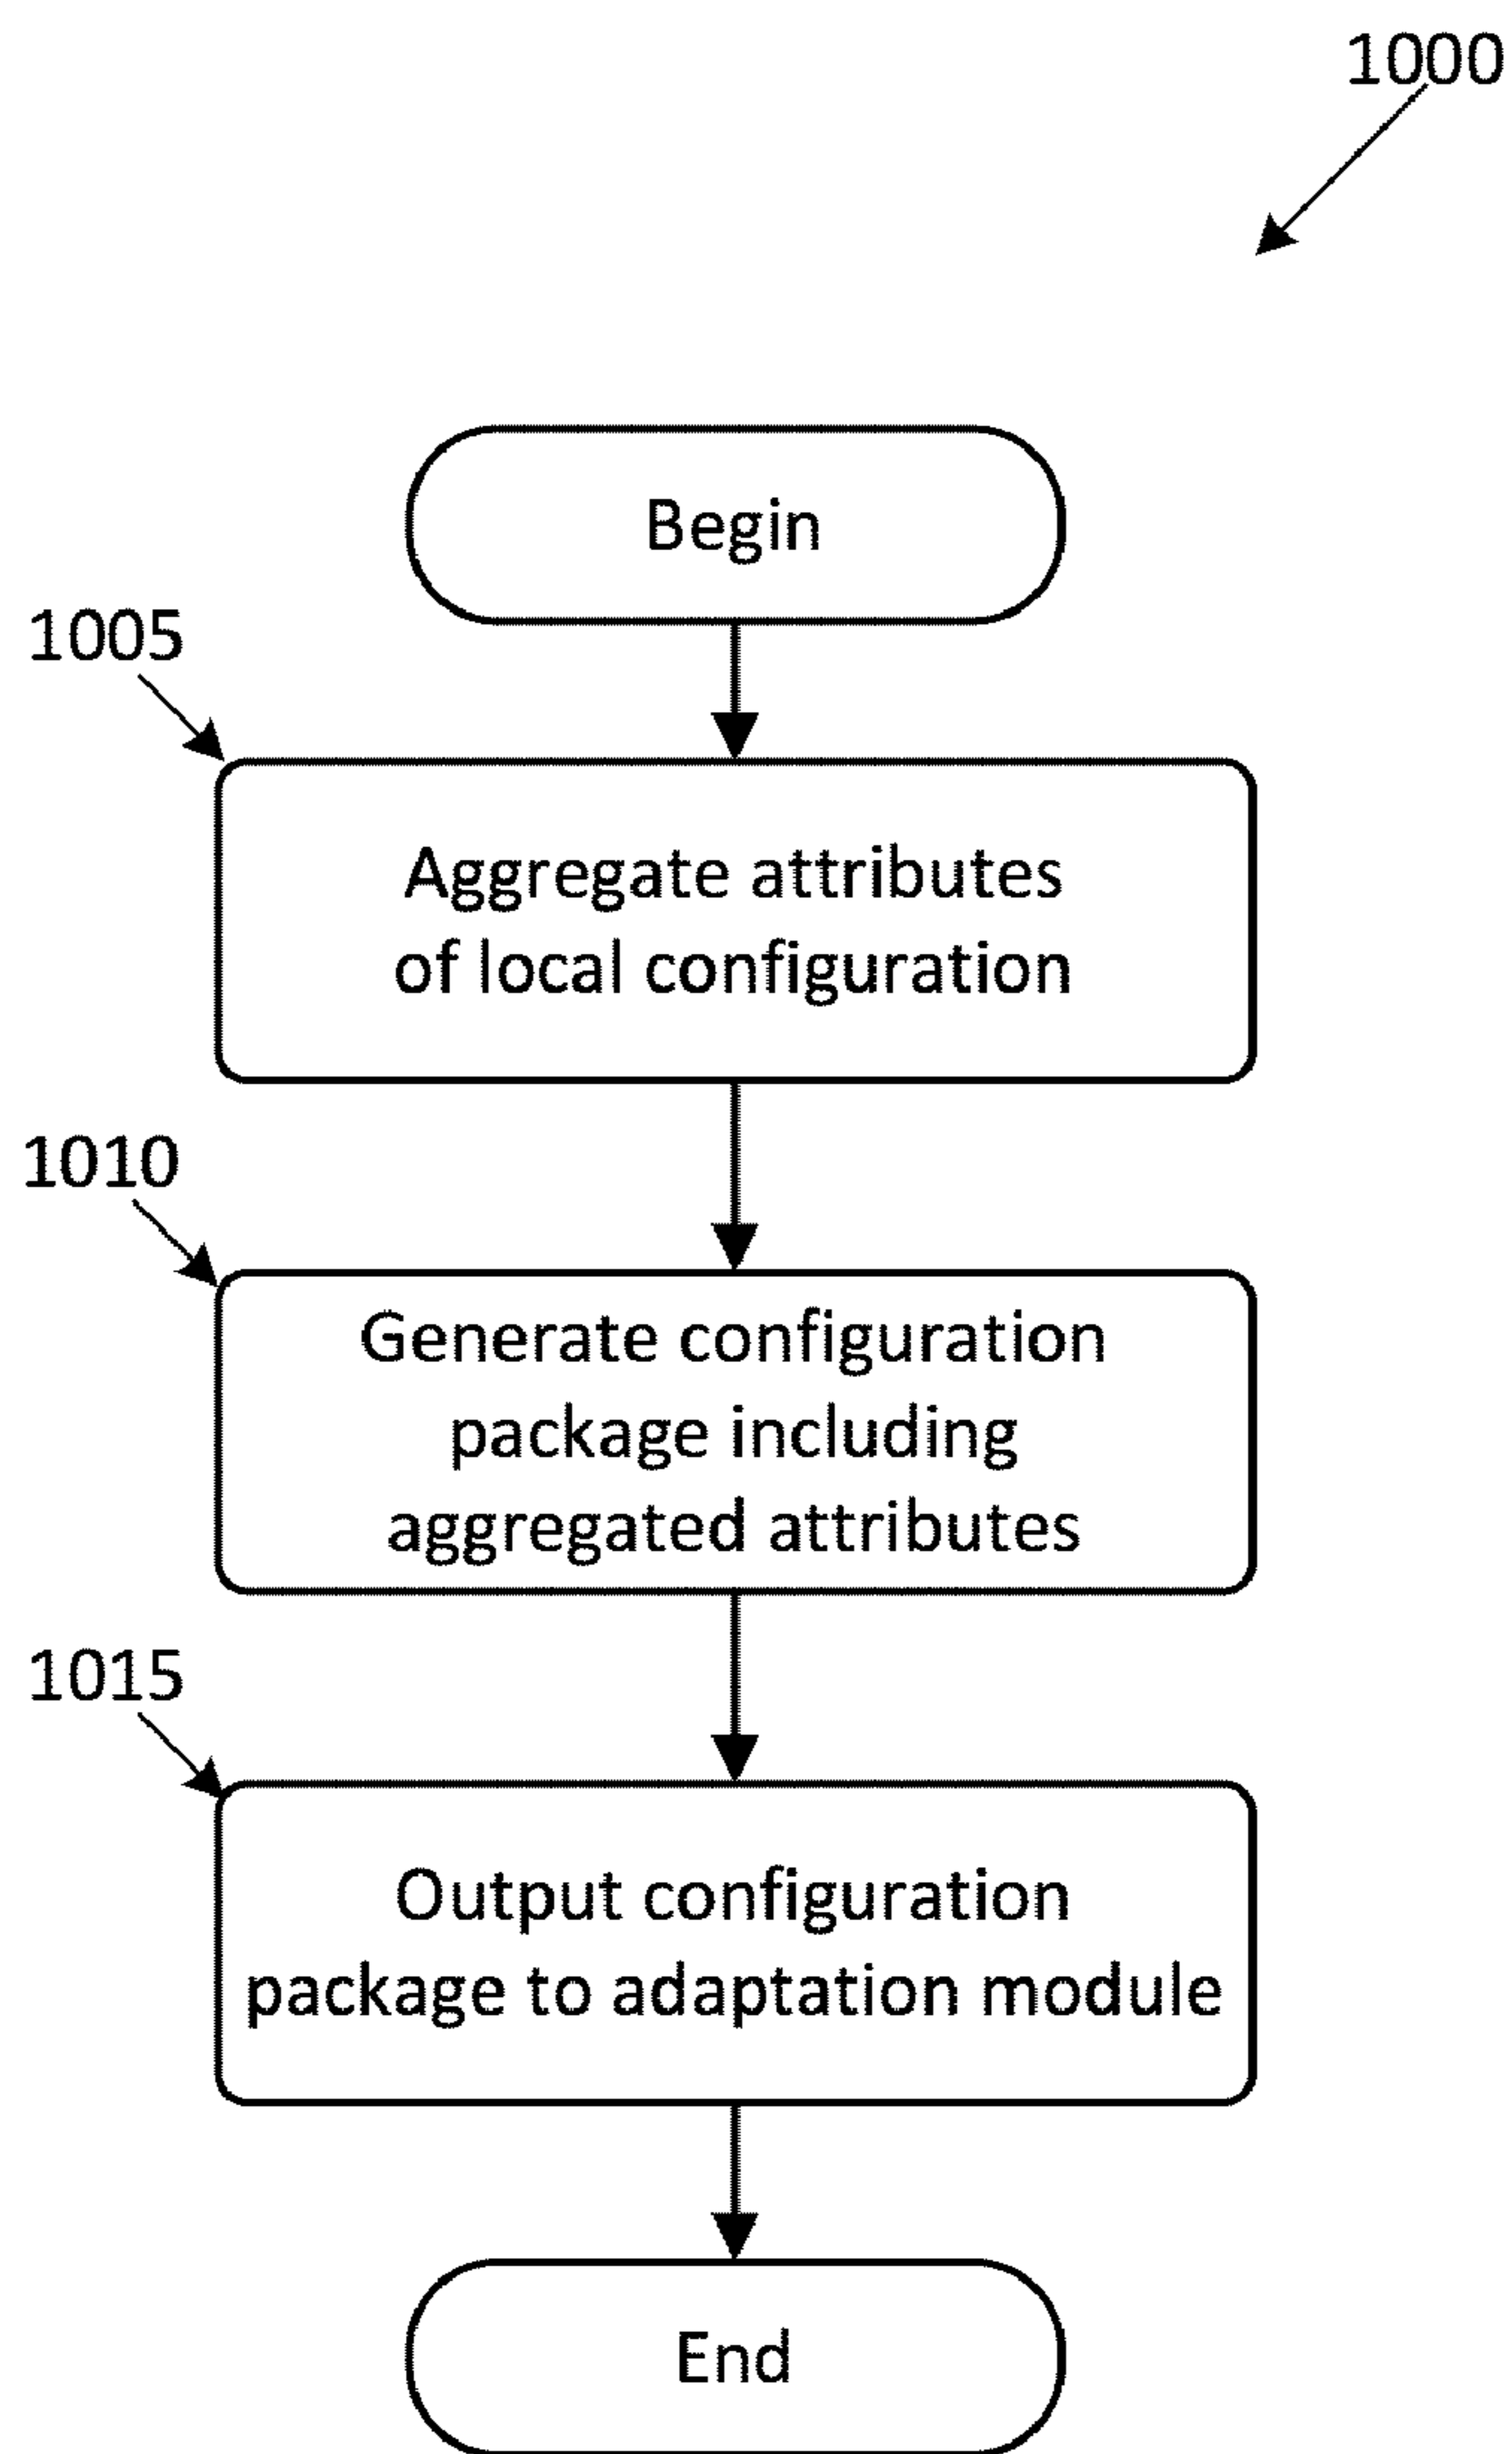 1000
Begin
1005
Aggregate attributes
of local configuration
1010
Generate configuration
package including
aggregated attributes
1015
Output configuration
package to adaptation module
End